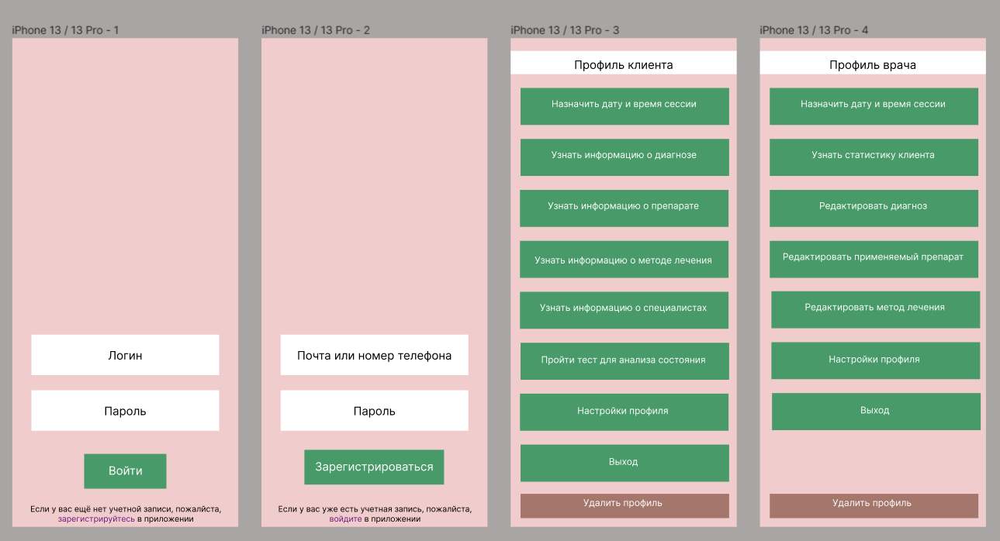 iPhone 13 / 13 Pro - 1
Логин
Пароль
Войти
Если у вас ещё нет учетной записи, пожалйста,
зарегистрируйтесь в приложении
iPhone 13 / 13 Pro - 2
Почта или номер телефона
Пароль
Зарегистрироваться
Если у вас уже есть учетная запись, пожалйста,
войдите в приложении
iPhone 13 / 13 Pro - 3
Профиль клиента
Назначить дату и время сессии
Узнать информацию о диагнозе
Узнать информацию о препарате
Узнать информацию о методе лечения
Узнать информацию о специалистах
Пройти тест для анализа состояния
Настройки профиля
Выход
Удалить профиль
iPhone 13 / 13 Pro - 4
Профиль врача
Назначить дату и время сессии
Узнать статистику клиента
Редактировать диагноз
Редактировать применяемый препарат
Редактировать метод лечения
Настройки профиля
Выход
Удалить профиль